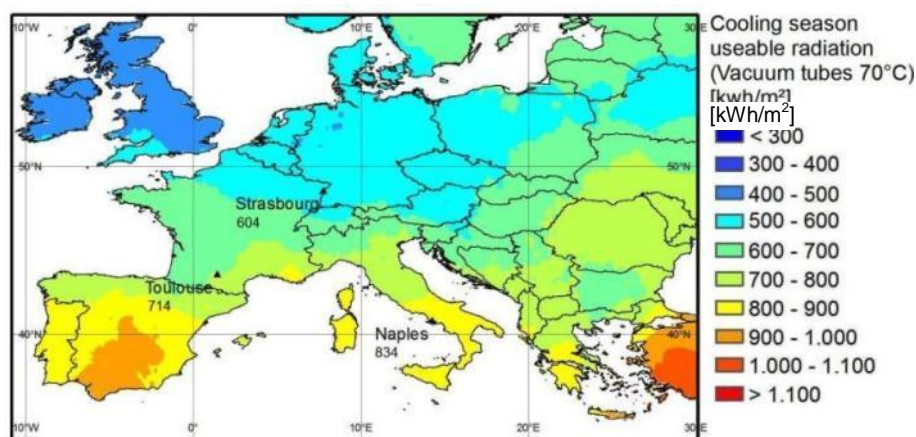 10°W 0° 10°E 20°E 30°E
Cooling season
useable radiation
(Vacuum tubes 70°C)
[kwh/m²]
[kWh/m²]
< 300
300 - 400
400 - 500
500 - 600
600 - 700
700 - 800
800 - 900
900 - 1.000
1.000 - 1.100
> 1.100
50°N 50°N
Strasbourg
604
Toulouse
714
Naples
834
40°N 40°N
10°W 0° 10°E 20°E 30°E